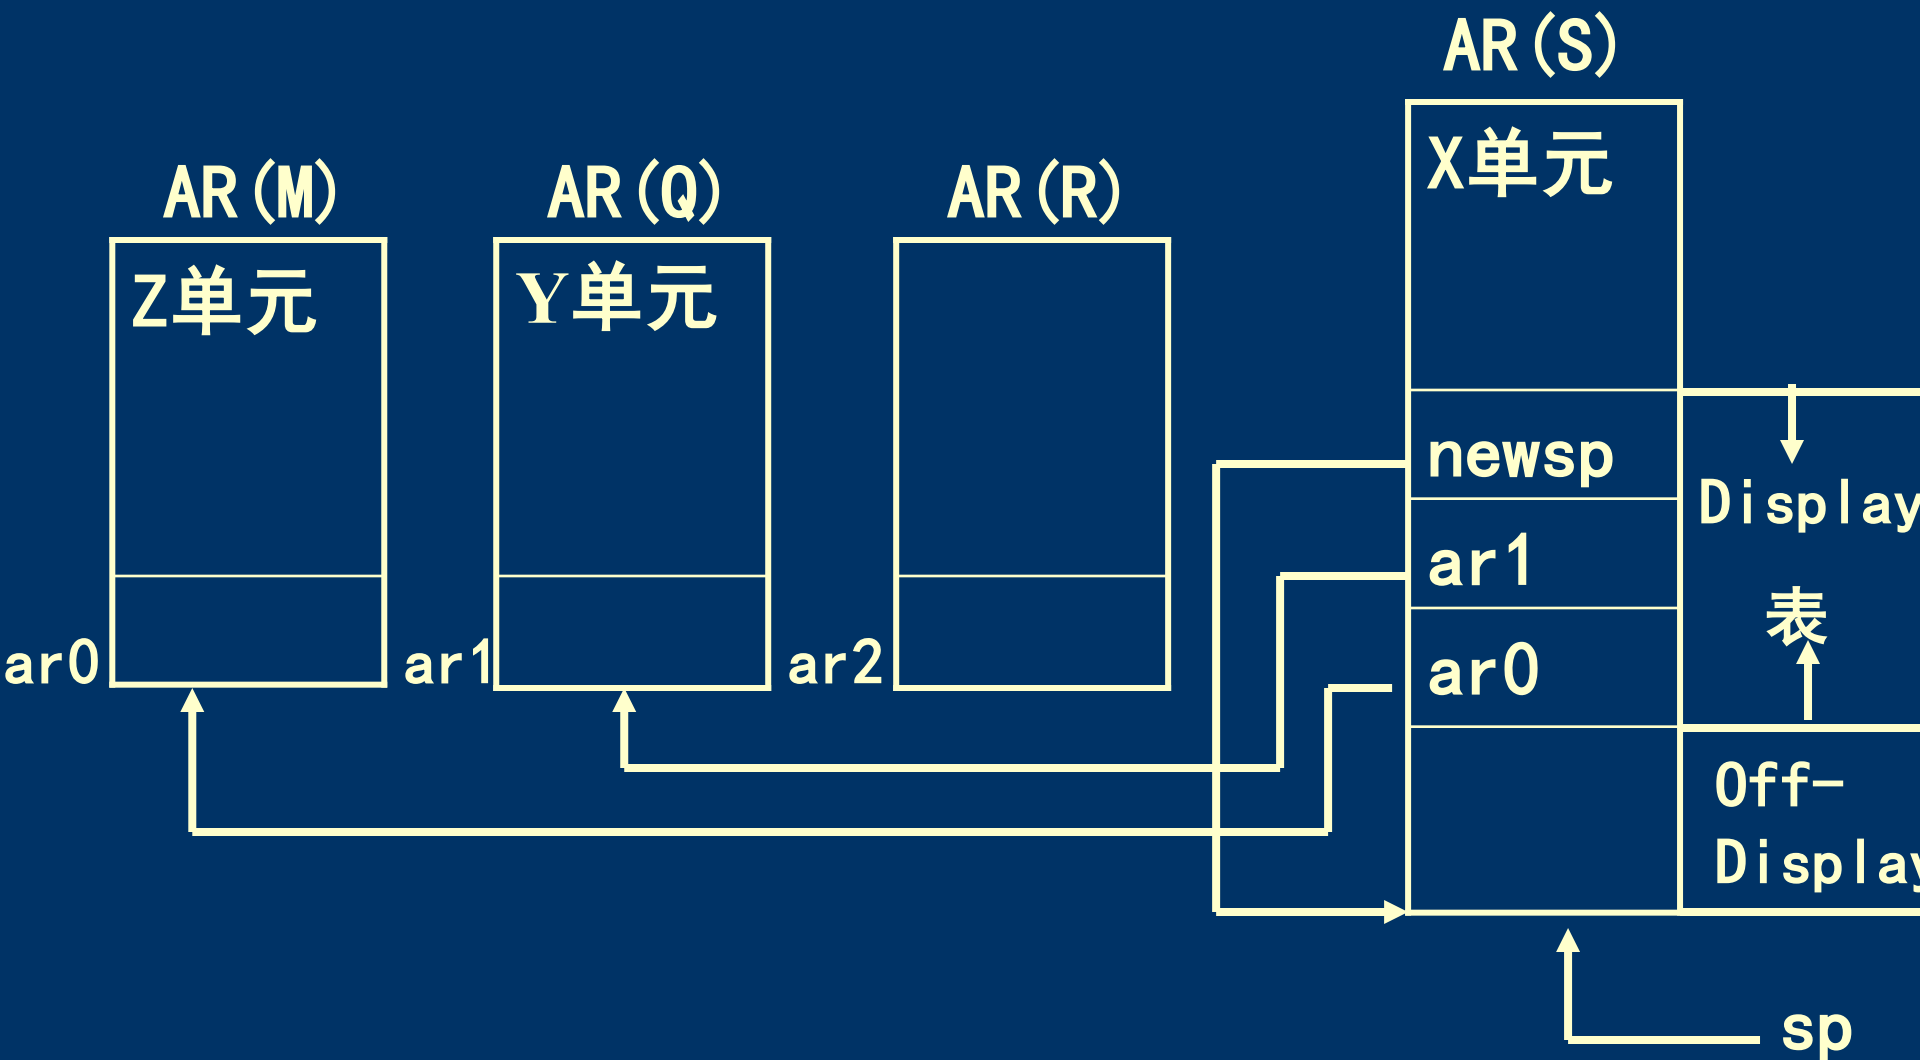 AR(S)
X单元
AR(M)
AR(Q)
AR(R)
Z单元
Y单元
newsp
Display
ar1
表
ar0
ar1
ar2
ar0
Off-
Display
sp